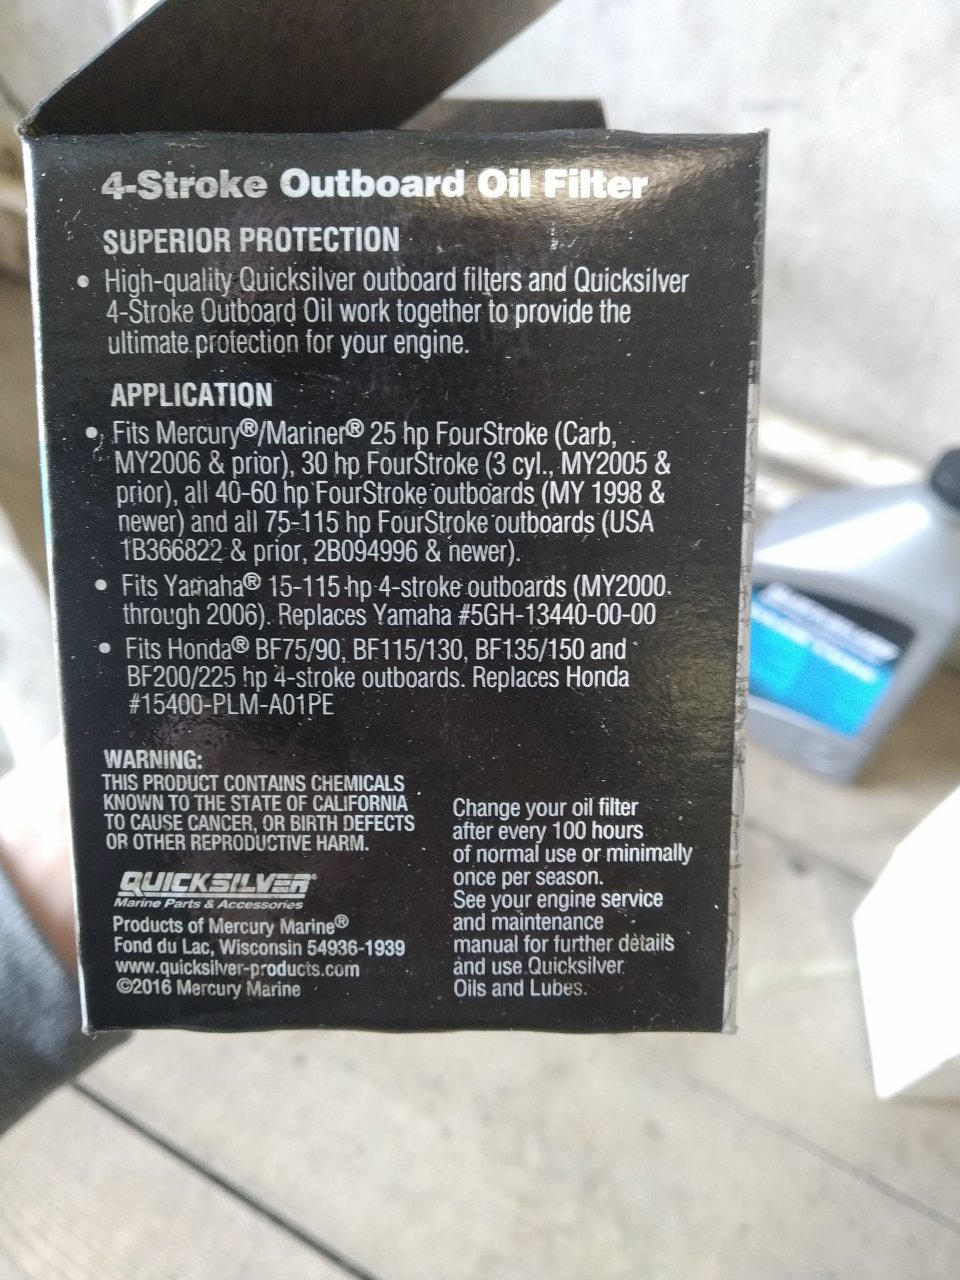 4-Stroke Outboard Oil Filter
SUPERIOR PROTECTION
• High-quality Quicksilver outboard filters and Quicksilver
4-Stroke Outboard Oil work together to provide the
ultimate protection for your engine.
APPLICATION
• Fits Mercury®/Mariner® 25 hp FourStroke (Carb,
MY2006 & prior), 30 hp FourStroke (3 cyl., MY2005 &
prior), all 40-60 hp FourStroke outboards (MY 1998 &
newer) and all 75-115 hp FourStroke outboards (USA
1B366822 & prior, 2B094996 & newer).
• Fits Yamaha® 15-115 hp 4-stroke outboards (MY2000
through 2006). Replaces Yamaha #5GH-13440-00-00
• Fits Honda® BF75/90, BF115/130, BF135/150 and
BF200/225 hp 4-stroke outboards. Replaces Honda
#15400-PLM-A01PE
WARNING:
THIS PRODUCT CONTAINS CHEMICALS
KNOWN TO THE STATE OF CALIFORNIA
TO CAUSE CANCER, OR BIRTH DEFECTS
OR OTHER REPRODUCTIVE HARM.
QUICKSILVER®
Marine Parts & Accessories
Products of Mercury Marine®
Fond du Lac, Wisconsin 54936-1939
www.quicksilver-products.com
©2016 Mercury Marine
Change your oil filter
after every 100 hours
of normal use or minimally
once per season.
See your engine service
and maintenance
manual for further details
and use Quicksilver
Oils and Lubes.